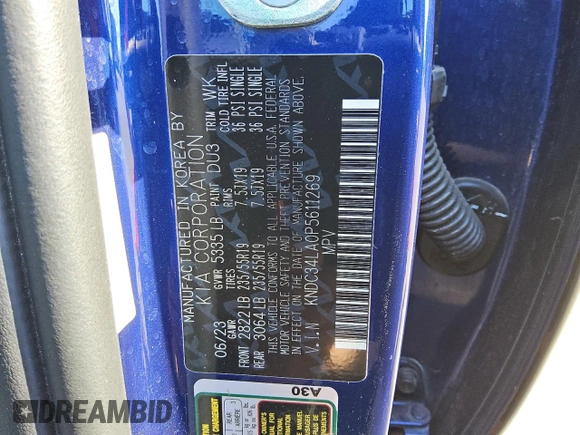 MANUFACTURED IN KOREA BY
KIA CORPORATION
06/23 GVWR 5335 LB PAINT DU3 TRIM WK
GAWR TIRES RIMS COLD TIRE INFL
FRONT 2822 LB 235/55R19 7.5JX19 36 PSI SINGLE
REAR 3064 LB 235/55R19 7.5JX19 36 PSI SINGLE
THIS VEHICLE CONFORMS TO ALL APPLICABLE U.S.A. FEDERAL
MOTOR VEHICLE SAFETY AND THEFT PREVENTION STANDARDS
IN EFFECT ON THE DATE OF MANUFACTURE SHOWN ABOVE.
V.I.N KNDC34LA0P5611269
MPV
A30
REAR
ARRIÈRE
DREAMBID